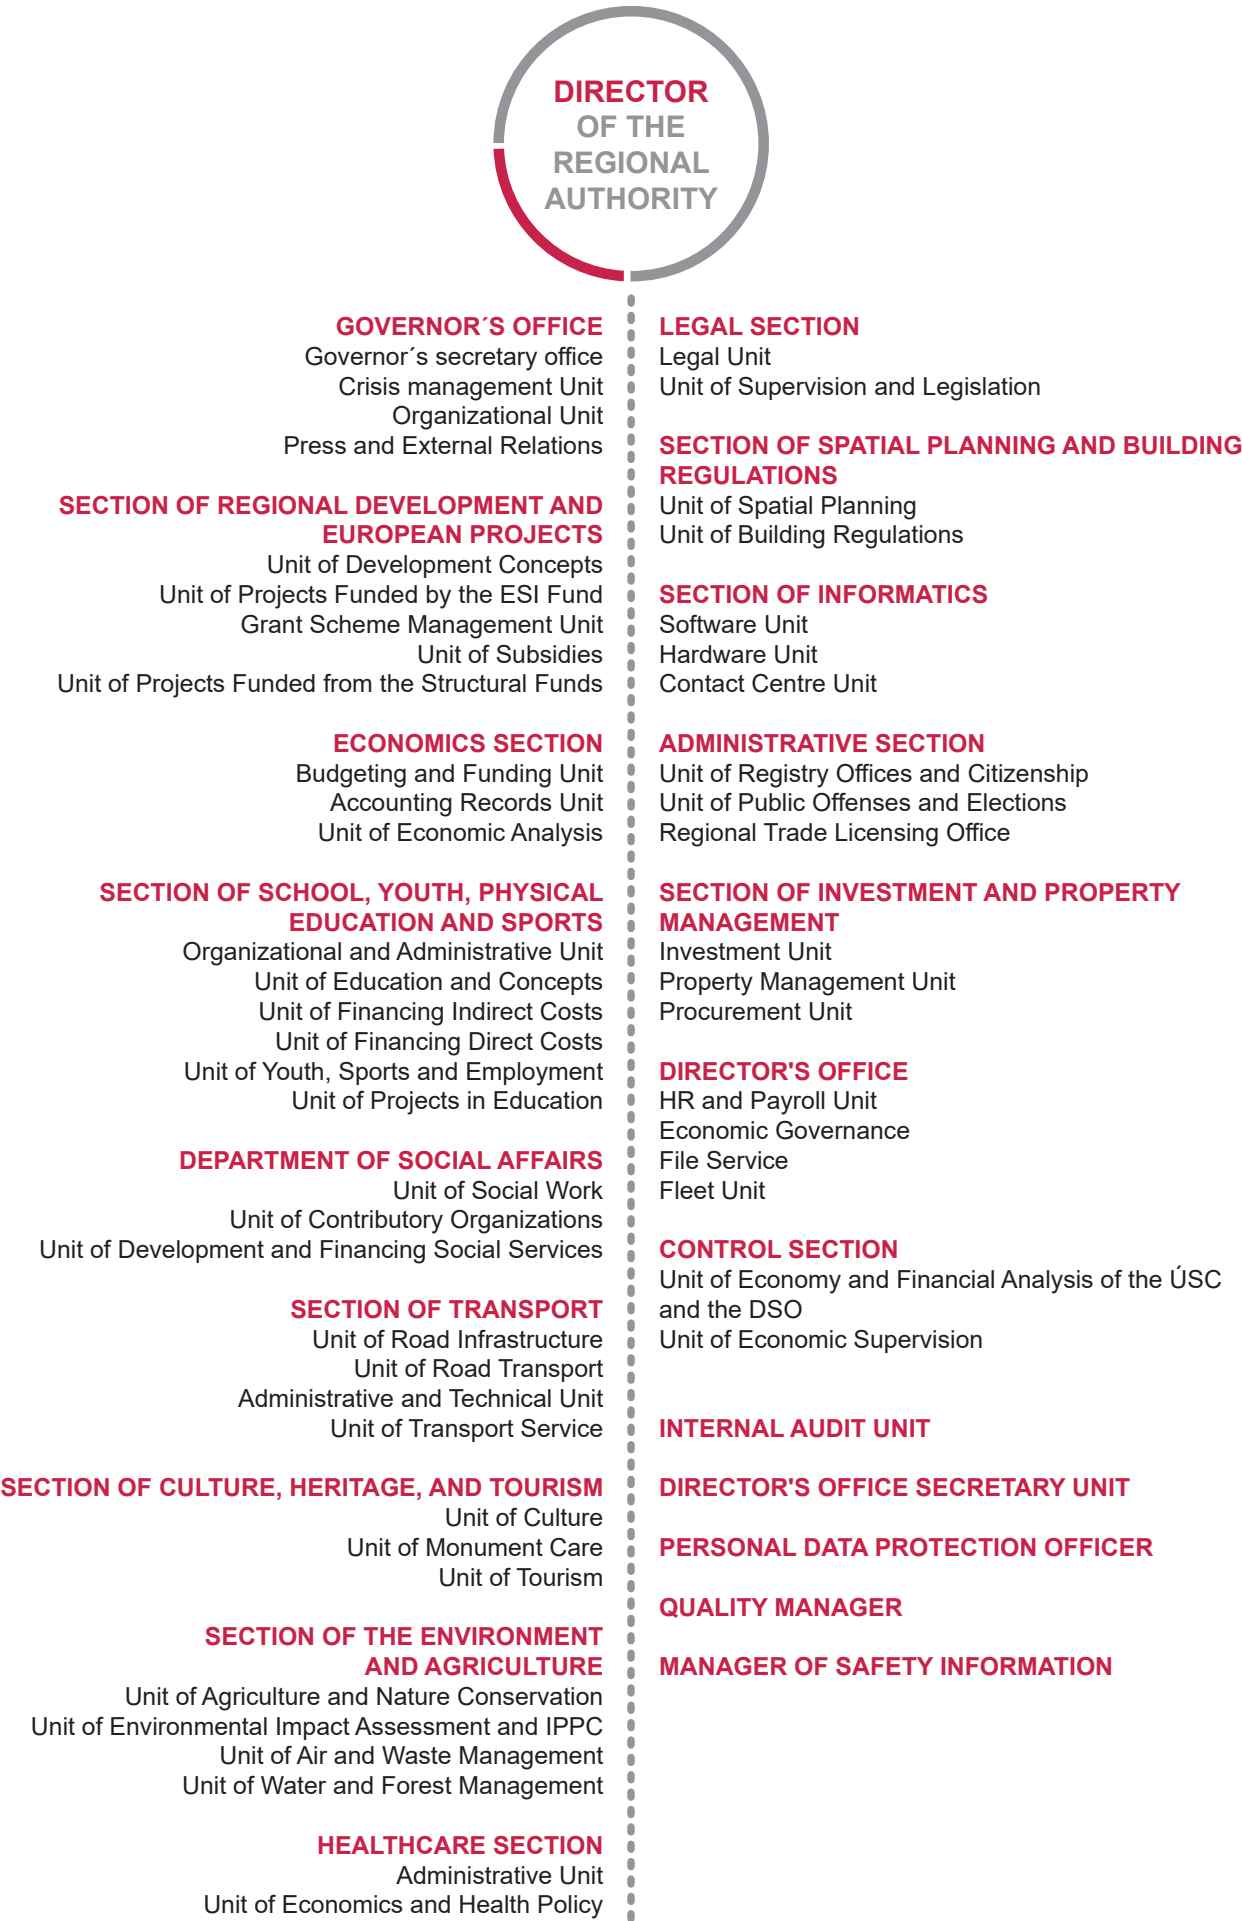 DIRECTOR
OF THE
REGIONAL
AUTHORITY
GOVERNOR´S OFFICE
Governor´s secretary office
Crisis management Unit
Organizational Unit
Press and External Relations
SECTION OF REGIONAL DEVELOPMENT AND
EUROPEAN PROJECTS
Unit of Development Concepts
Unit of Projects Funded by the ESI Fund
Grant Scheme Management Unit
Unit of Subsidies
Unit of Projects Funded from the Structural Funds
ECONOMICS SECTION
Budgeting and Funding Unit
Accounting Records Unit
Unit of Economic Analysis
SECTION OF SCHOOL, YOUTH, PHYSICAL
EDUCATION AND SPORTS
Organizational and Administrative Unit
Unit of Education and Concepts
Unit of Financing Indirect Costs
Unit of Financing Direct Costs
Unit of Youth, Sports and Employment
Unit of Projects in Education
DEPARTMENT OF SOCIAL AFFAIRS
Unit of Social Work
Unit of Contributory Organizations
Unit of Development and Financing Social Services
SECTION OF TRANSPORT
Unit of Road Infrastructure
Unit of Road Transport
Administrative and Technical Unit
Unit of Transport Service
SECTION OF CULTURE, HERITAGE, AND TOURISM
Unit of Culture
Unit of Monument Care
Unit of Tourism
SECTION OF THE ENVIRONMENT
AND AGRICULTURE
Unit of Agriculture and Nature Conservation
Unit of Environmental Impact Assessment and IPPC
Unit of Air and Waste Management
Unit of Water and Forest Management
HEALTHCARE SECTION
Administrative Unit
Unit of Economics and Health Policy
LEGAL SECTION
Legal Unit
Unit of Supervision and Legislation
SECTION OF SPATIAL PLANNING AND BUILDING
REGULATIONS
Unit of Spatial Planning
Unit of Building Regulations
SECTION OF INFORMATICS
Software Unit
Hardware Unit
Contact Centre Unit
ADMINISTRATIVE SECTION
Unit of Registry Offices and Citizenship
Unit of Public Offenses and Elections
Regional Trade Licensing Office
SECTION OF INVESTMENT AND PROPERTY
MANAGEMENT
Investment Unit
Property Management Unit
Procurement Unit
DIRECTOR'S OFFICE
HR and Payroll Unit
Economic Governance
File Service
Fleet Unit
CONTROL SECTION
Unit of Economy and Financial Analysis of the ÚSC
and the DSO
Unit of Economic Supervision
INTERNAL AUDIT UNIT
DIRECTOR'S OFFICE SECRETARY UNIT
PERSONAL DATA PROTECTION OFFICER
QUALITY MANAGER
MANAGER OF SAFETY INFORMATION